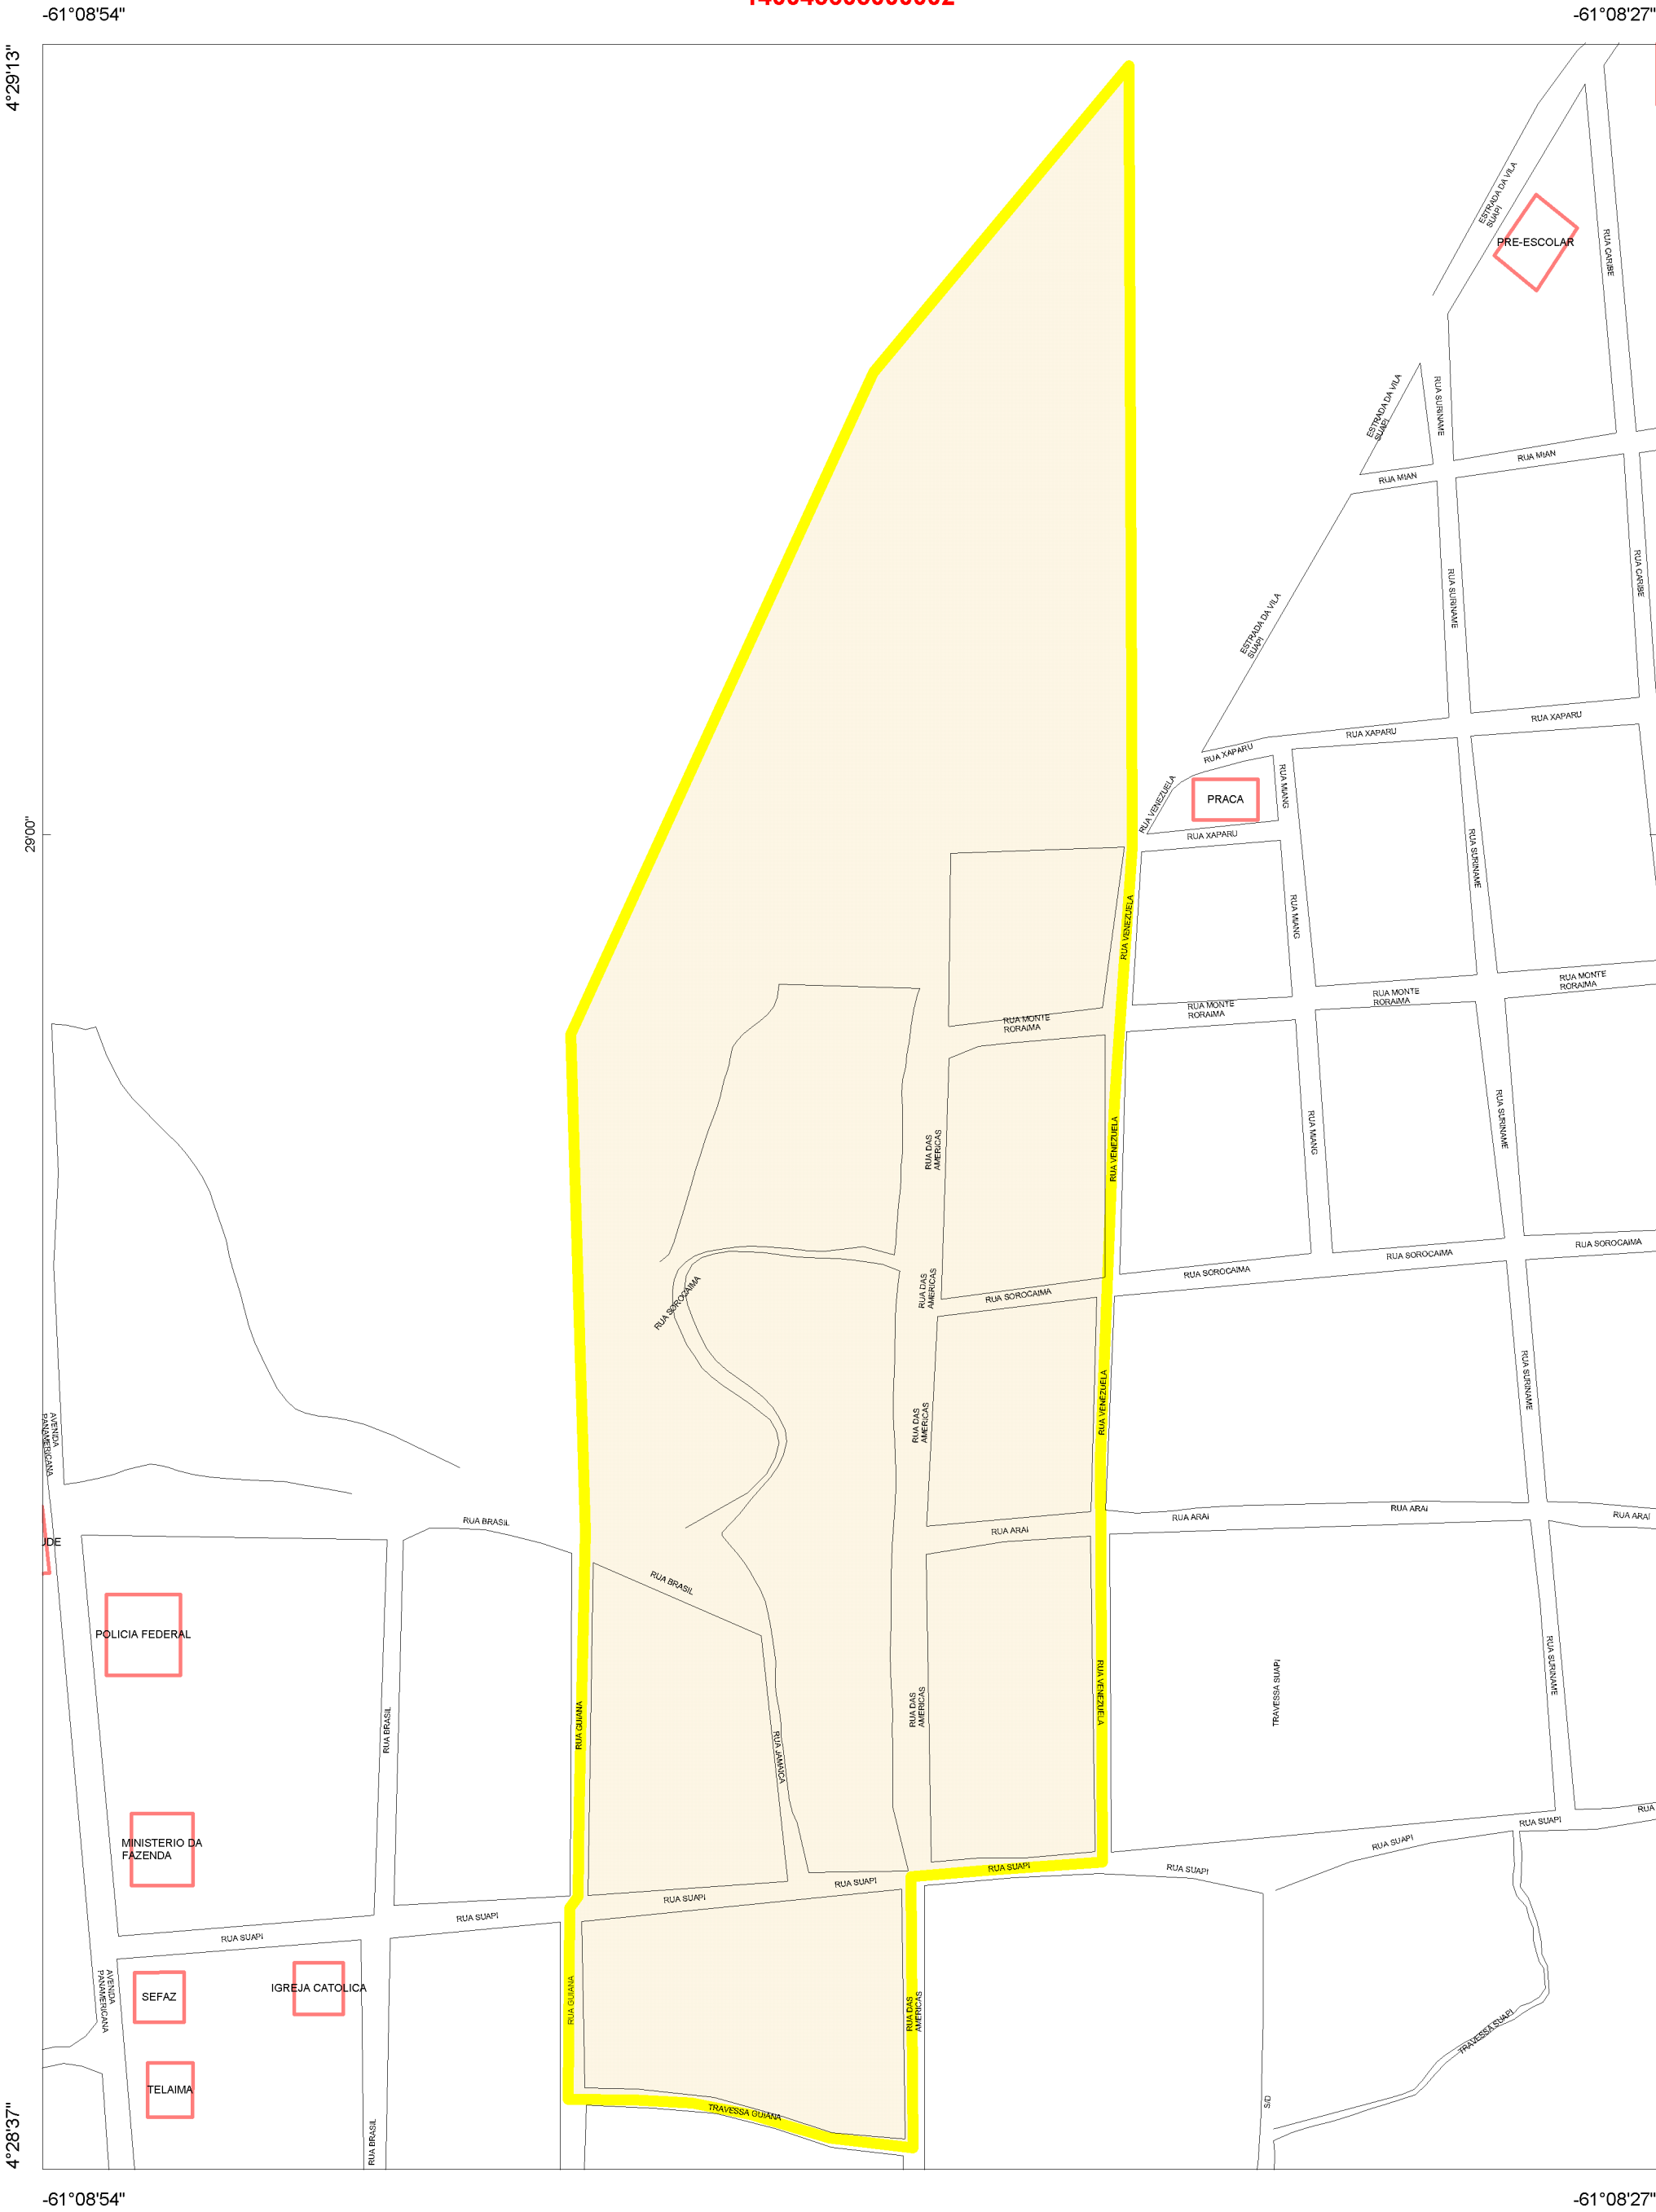 -61°08'54"
-61°08'27"
4°29'13"
ESTRADA DA VILA
SUAPI
PRE-ESCOLAR
RUA CARIBE
ESTRADA DA VILA
SUAPI
RUA SURINAME
RUA MIAN
RUA MIAN
RUA SURINAME
RUA CARIBE
ESTRADA DA VILA
SUAPI
RUA XAPARU
RUA XAPARU
RUA XAPARU
RUA VENEZUELA
PRACA
RUA MIANG
29'00"
RUA XAPARU
RUA SURINAME
RUA VENEZUELA
RUA MIANG
RUA MONTE
RORAIMA
RUA MONTE
RORAIMA
RUA MONTE
RORAIMA
RUA MONTE
RORAIMA
RUA DAS
AMERICAS
RUA VENEZUELA
RUA MIANG
RUA SURINAME
RUA SOROCAIMA
RUA DAS
AMERICAS
RUA SOROCAIMA
RUA SOROCAIMA
RUA SOROCAIMA
RUA SOROCAIMA
RUA DAS
AMERICAS
RUA VENEZUELA
RUA SURINAME
AVENIDA
PANAMERICANA
RUA BRASIL
RUA ARAI
RUA ARAI
RUA ARAI
RUA ARAI
UDE
RUA BRASIL
POLICIA FEDERAL
RUA BRASIL
RUA GUIANA
RUA JAMAICA
RUA DAS
AMERICAS
RUA VENEZUELA
TRAVESSA SUAPI
RUA SURINAME
MINISTERIO DA
FAZENDA
RUA SUAPI
RUA SUAPI
RUA SUAPI
RUA SUAPI
RUA SUAPI
RUA SUAPI
RUA SUAPI
RUA SUAPI
RUA
AVENIDA
PANAMERICANA
SEFAZ
IGREJA CATOLICA
RUA GUIANA
RUA DAS
AMERICAS
TRAVESSA SUAPI
TELAIMA
RUA BRASIL
TRAVESSA GUIANA
S/D
4°28'37"
-61°08'54"
-61°08'27"